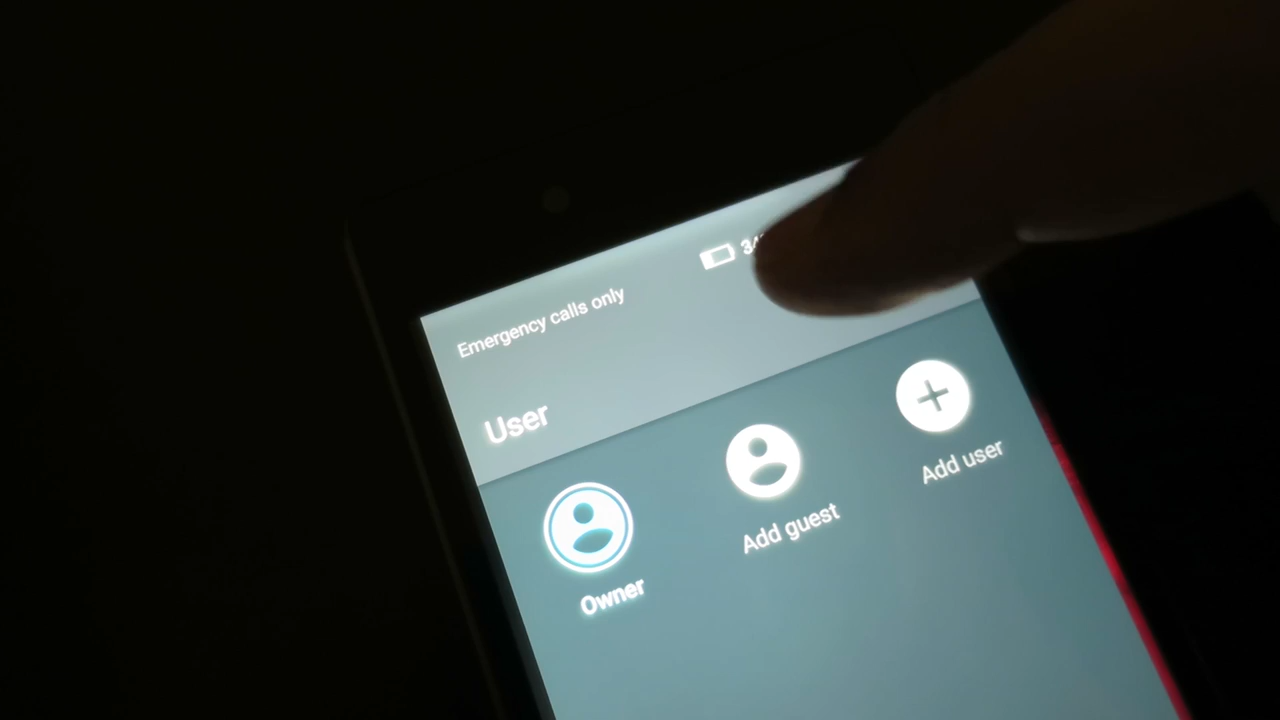 Emergency calls only
User
Owner
Add guest
Add user